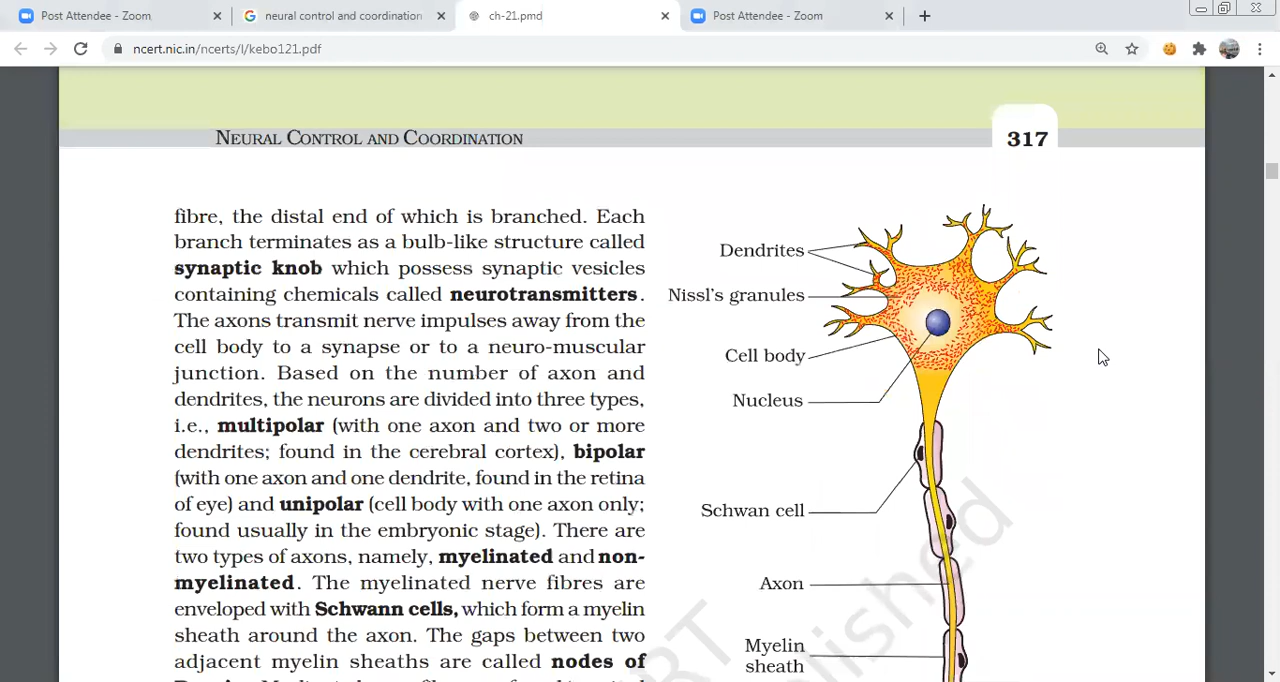 Post Attendee - Zoom
neural control and coordination
ch-21.pmd
Post Attendee - Zoom
ncert.nic.in/ncerts/l/kebo121.pdf
NEURAL CONTROL AND COORDINATION
317
fibre, the distal end of which is branched. Each
branch terminates as a bulb-like structure called
synaptic knob which possess synaptic vesicles
containing chemicals called neurotransmitters.
The axons transmit nerve impulses away from the
cell body to a synapse or to a neuro-muscular
junction. Based on the number of axon and
dendrites, the neurons are divided into three types,
i.e., multipolar (with one axon and two or more
dendrites; found in the cerebral cortex), bipolar
(with one axon and one dendrite, found in the retina
of eye) and unipolar (cell body with one axon only;
found usually in the embryonic stage). There are
two types of axons, namely, myelinated and non-
myelinated. The myelinated nerve fibres are
enveloped with Schwann cells, which form a myelin
sheath around the axon. The gaps between two
adjacent myelin sheaths are called nodes of
Dendrites
Nissl's granules
Cell body
Nucleus
Schwan cell
Axon
Myelin
sheath